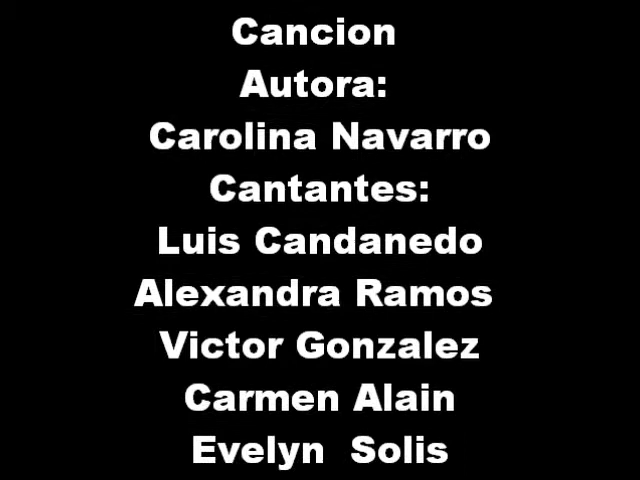 Cancion
Autora:
Carolina Navarro
Cantantes:
Luis Candanedo
Alexandra Ramos
Victor Gonzalez
Carmen Alain
Evelyn  Solis